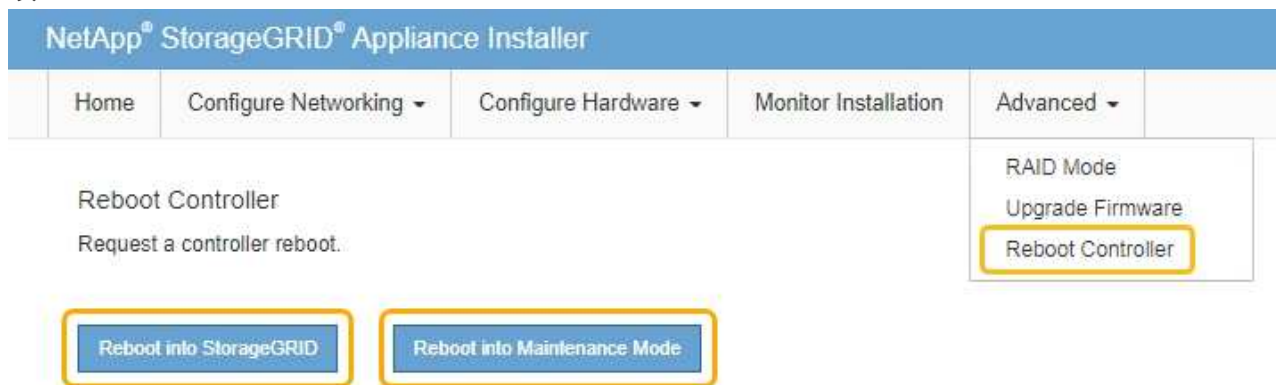 NetApp® StorageGRID® Appliance Installer
Home Configure Networking Configure Hardware Monitor Installation Advanced
RAID Mode
Upgrade Firmware
Reboot Controller
Reboot Controller
Request a controller reboot.
Reboot into StorageGRID Reboot into Maintenance Mode